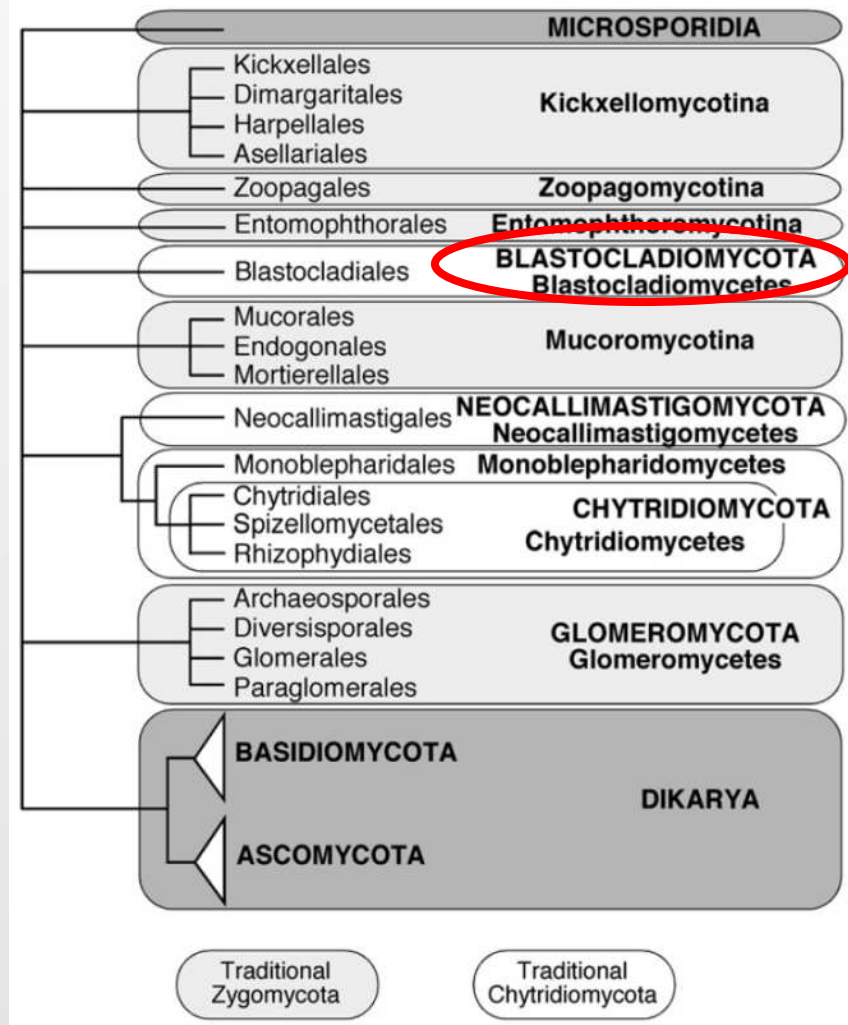 MICROSPORIDIA
Kickxellales
Dimargaritales
Harpellales
Asellariales
Kickxellomycotina
Zoopagales
Zoopagomycotina
Entomophthorales
Entomophthoromycotina
Blastocladiales
BLASTOCLADIOMYCOTA
Blastocladiomycetes
Mucorales
Endogonales
Mortierellales
Mucoromycotina
Neocallimastigales
NEOCALLIMASTIGOMYCOTA
Neocallimastigomycetes
Monoblepharidales
Monoblepharidomycetes
Chytridiales
Spizellomycetales
Rhizophydiales
CHYTRIDIOMYCOTA
Chytridiomycetes
Archaeosporales
Diversisporales
Glomerales
Paraglomerales
GLOMEROMYCOTA
Glomeromycetes
BASIDIOMYCOTA
ASCOMYCOTA
DIKARYA
Traditional
Zygomycota
Traditional
Chytridiomycota